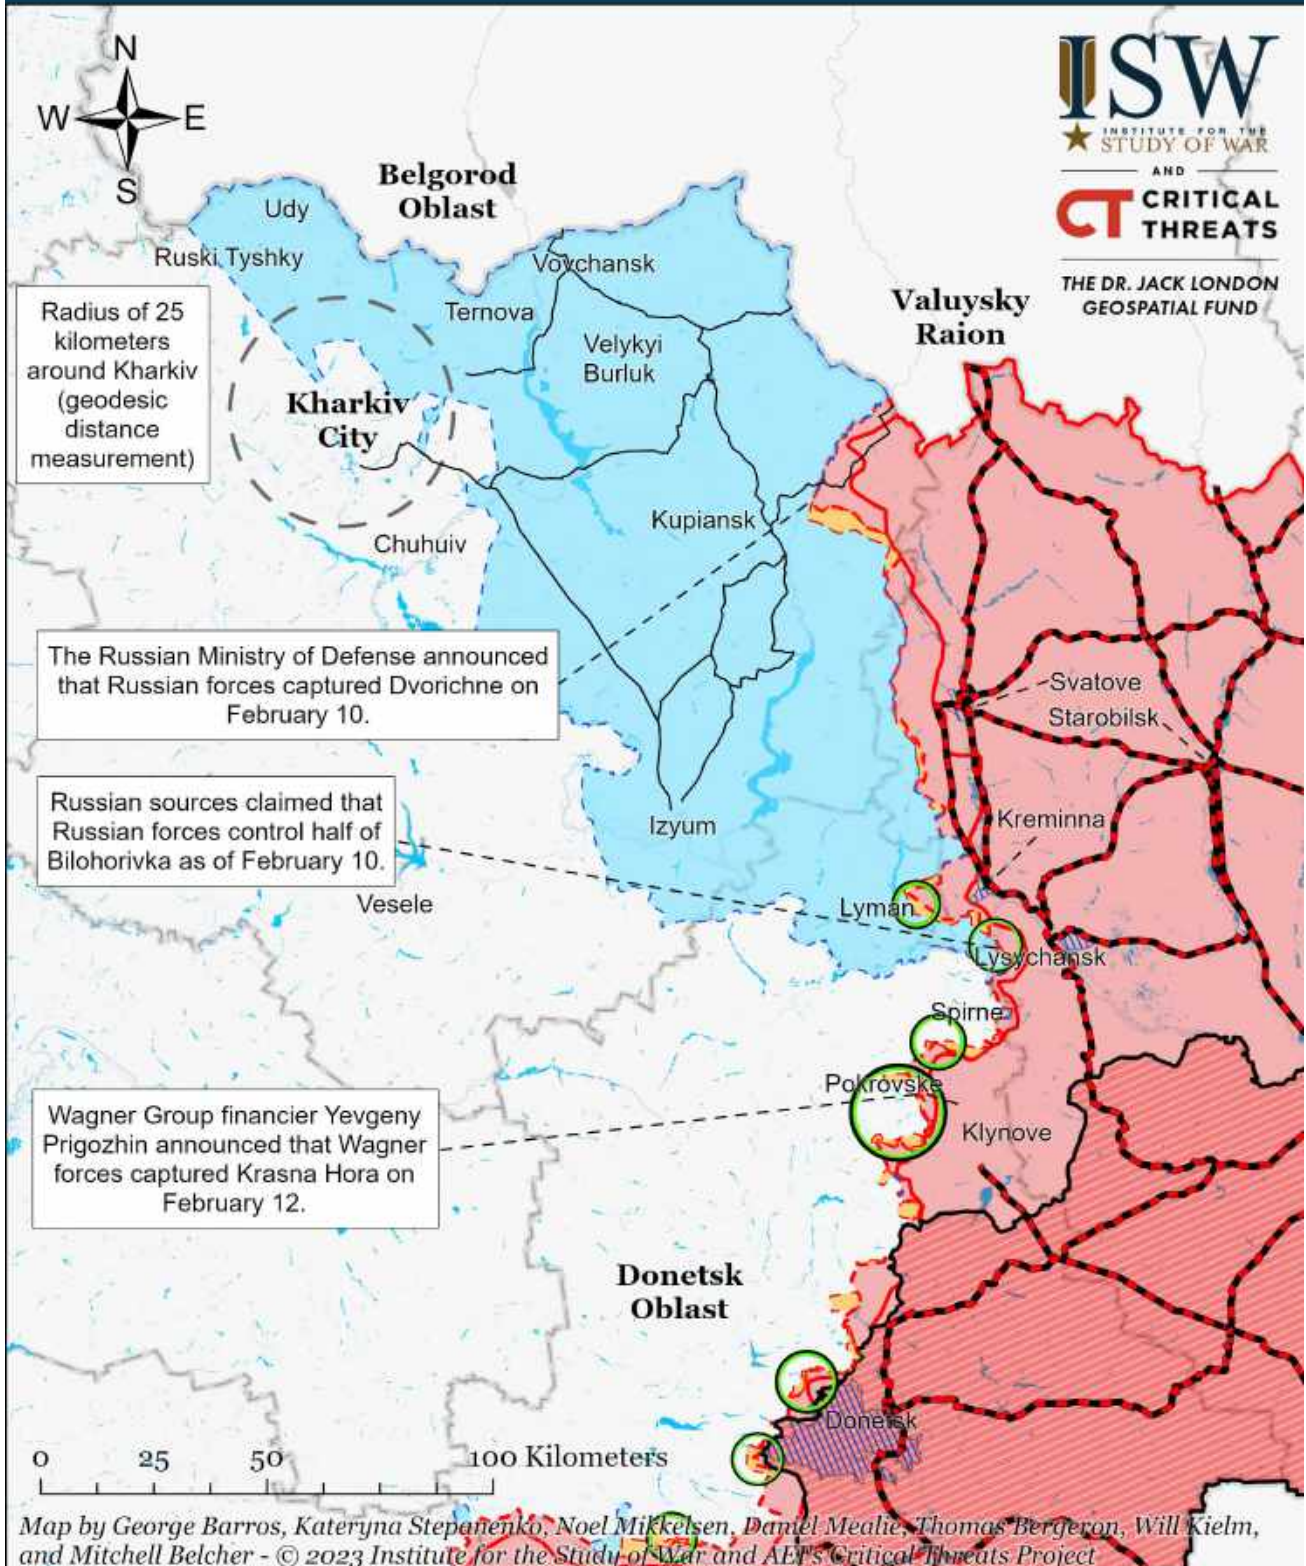 N
W
E
S
ISW
INSTITUTE FOR THE
STUDY OF WAR
AND
CT CRITICAL
THREATS
THE DR. JACK LONDON
GEOSPATIAL FUND
Belgorod
Oblast
Udy
Ruski Tyshky
Vovchansk
Ternova
Valuysky
Raion
Radius of 25
kilometers
around Kharkiv
(geodesic
distance
measurement)
Velykyi
Burluk
Kharkiv
City
Kupiansk
Chuhuiv
The Russian Ministry of Defense announced
that Russian forces captured Dvorichne on
February 10.
Svatove
Starobilsk
Russian sources claimed that
Russian forces control half of
Bilohorivka as of February 10.
Izyum
Kreminna
Vesele
Lyman
Lysychansk
Spirne
Pokrovske
Wagner Group financier Yevgeny
Prigozhin announced that Wagner
forces captured Krasna Hora on
February 12.
Klynove
Donetsk
Oblast
Donetsk
0 25 50 100 Kilometers
Map by George Barros, Kateryna Stepanenko, Noel Mikkelsen, Daniel Mealie, Thomas Bergeron, Will Kielm,
and Mitchell Belcher - © 2023 Institute for the Study of War and AEI's Critical Threats Project